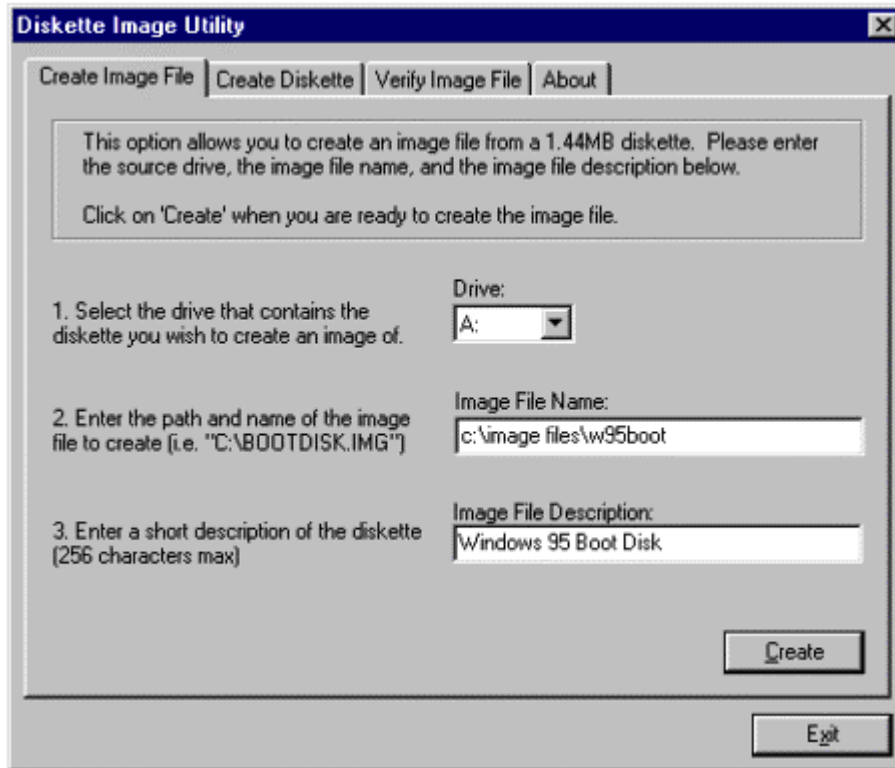 Diskette Image Utility
Create Image File
Create Diskette
Verify Image File
About
This option allows you to create an image file from a 1.44MB diskette.  Please enter
the source drive, the image file name, and the image file description below.
Click on 'Create' when you are ready to create the image file.
1. Select the drive that contains the
diskette you wish to create an image of.
Drive:
A:
2. Enter the path and name of the image
file to create (i.e. "C:\BOOTDISK.IMG")
Image File Name:
c:\image files\w95boot
3. Enter a short description of the diskette
(256 characters max)
Image File Description:
Windows 95 Boot Disk
Create
Exit